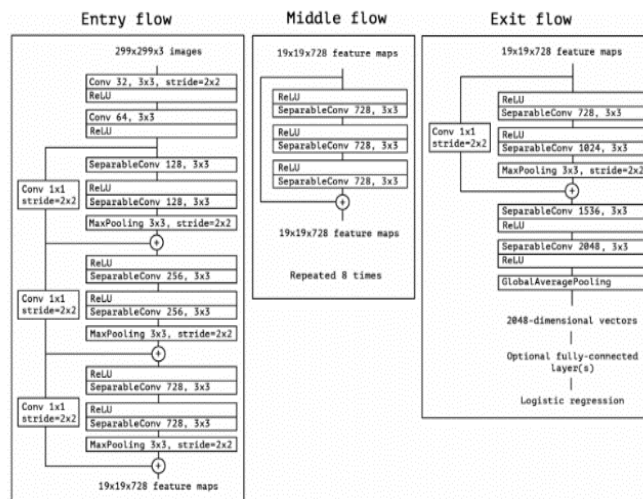 Entry flow
299x299x3 images
Conv 32, 3x3, stride=2x2
ReLU
Conv 64, 3x3
ReLU
Conv 1x1
stride=2x2
SeparableConv 128, 3x3
ReLU
SeparableConv 128, 3x3
MaxPooling 3x3, stride=2x2
+
Conv 1x1
stride=2x2
ReLU
SeparableConv 256, 3x3
ReLU
SeparableConv 256, 3x3
MaxPooling 3x3, stride=2x2
+
Conv 1x1
stride=2x2
ReLU
SeparableConv 728, 3x3
ReLU
SeparableConv 728, 3x3
MaxPooling 3x3, stride=2x2
+
19x19x728 feature maps
Middle flow
19x19x728 feature maps
ReLU
SeparableConv 728, 3x3
ReLU
SeparableConv 728, 3x3
ReLU
SeparableConv 728, 3x3
+
19x19x728 feature maps
Repeated 8 times
Exit flow
19x19x728 feature maps
Conv 1x1
stride=2x2
ReLU
SeparableConv 728, 3x3
ReLU
SeparableConv 1024, 3x3
MaxPooling 3x3, stride=2x2
+
SeparableConv 1536, 3x3
ReLU
SeparableConv 2048, 3x3
ReLU
GlobalAveragePooling
2048-dimensional vectors
Optional fully-connected
layer(s)
Logistic regression